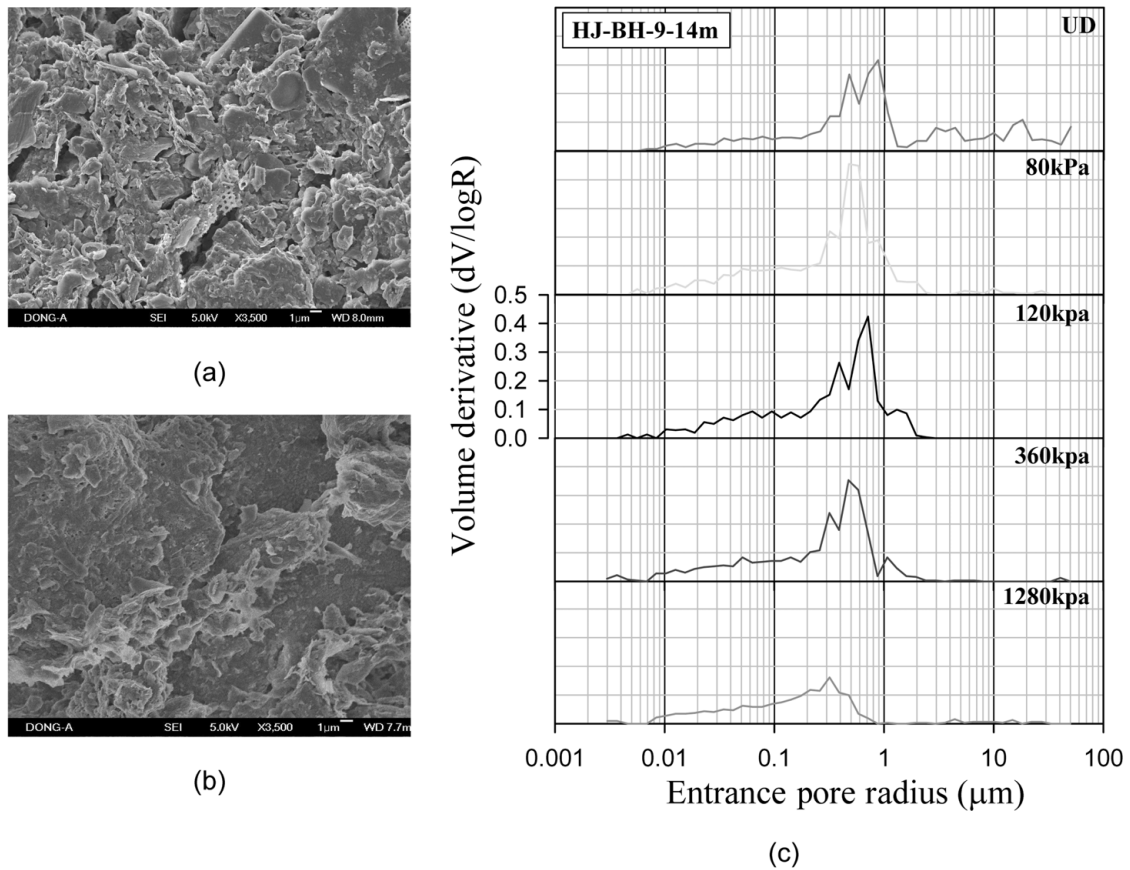 DONG-A SEI 5.0kV X3,500 1μm WD 8.0mm
(a)
DONG-A SEI 5.0kV X3,500 1μm WD 7.7m
(b)
HJ-BH-9-14m
UD
80kPa
120kpa
360kpa
1280kpa
Volume derivative (dV/logR)
0.5
0.4
0.3
0.2
0.1
0.0
0.001 0.01 0.1 1 10 100
Entrance pore radius (μm)
(c)